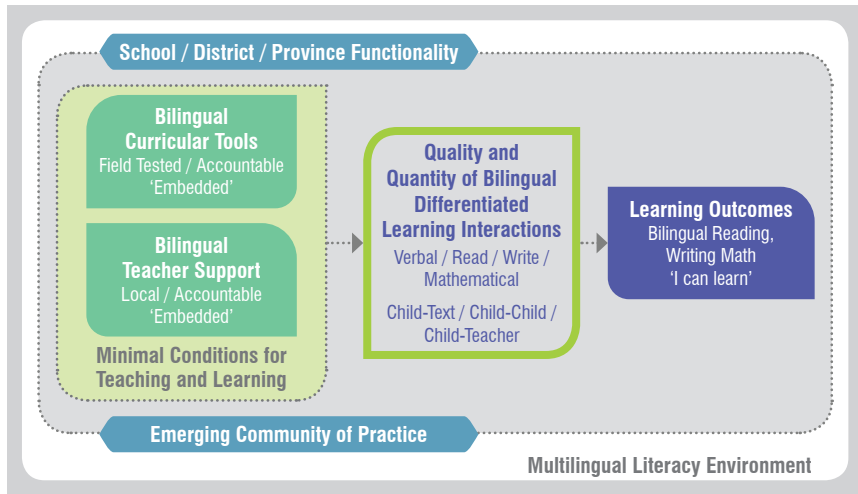 School / District / Province Functionality
Bilingual
Curricular Tools
Field Tested / Accountable
‘Embedded’
Bilingual
Teacher Support
Local / Accountable
‘Embedded’
Minimal Conditions for
Teaching and Learning
Quality and
Quantity of Bilingual
Differentiated
Learning Interactions
Verbal / Read / Write /
Mathematical
Child-Text / Child-Child /
Child-Teacher
Learning Outcomes
Bilingual Reading,
Writing Math
‘I can learn’
Emerging Community of Practice
Multilingual Literacy Environment